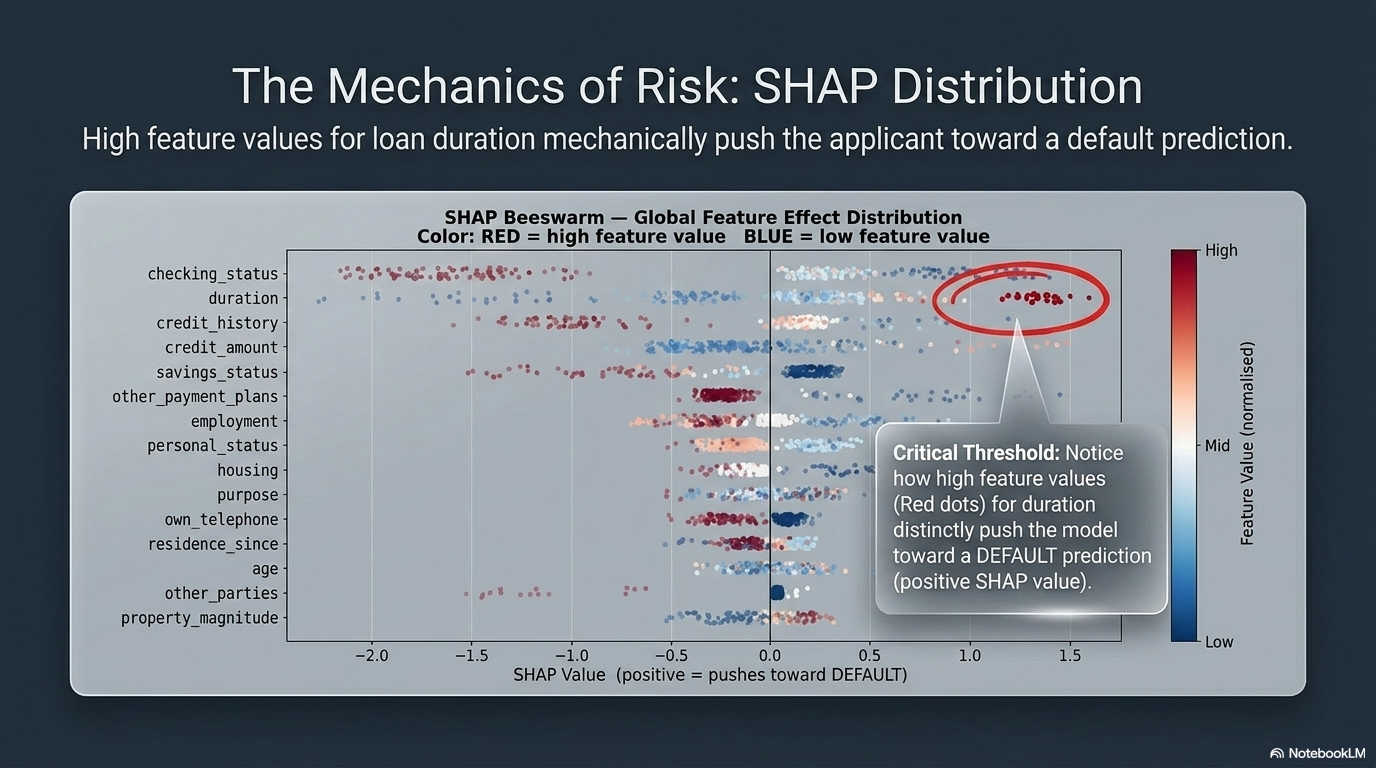 The Mechanics of Risk: SHAP Distribution
High feature values for loan duration mechanically push the applicant toward a default prediction.
SHAP Beeswarm — Global Feature Effect Distribution
Color: RED = high feature value   BLUE = low feature value
checking_status
duration
credit_history
credit_amount
savings_status
other_payment_plans
employment
personal_status
housing
purpose
own_telephone
residence_since
age
other_parties
property_magnitude
−2.0 −1.5 −1.0 −0.5 0.0 0.5 1.0 1.5
SHAP Value  (positive = pushes toward DEFAULT)
Critical Threshold: Notice
how high feature values
(Red dots) for duration
distinctly push the model
toward a DEFAULT prediction
(positive SHAP value).
High
Mid
Low
Feature Value (normalised)
NotebookLM